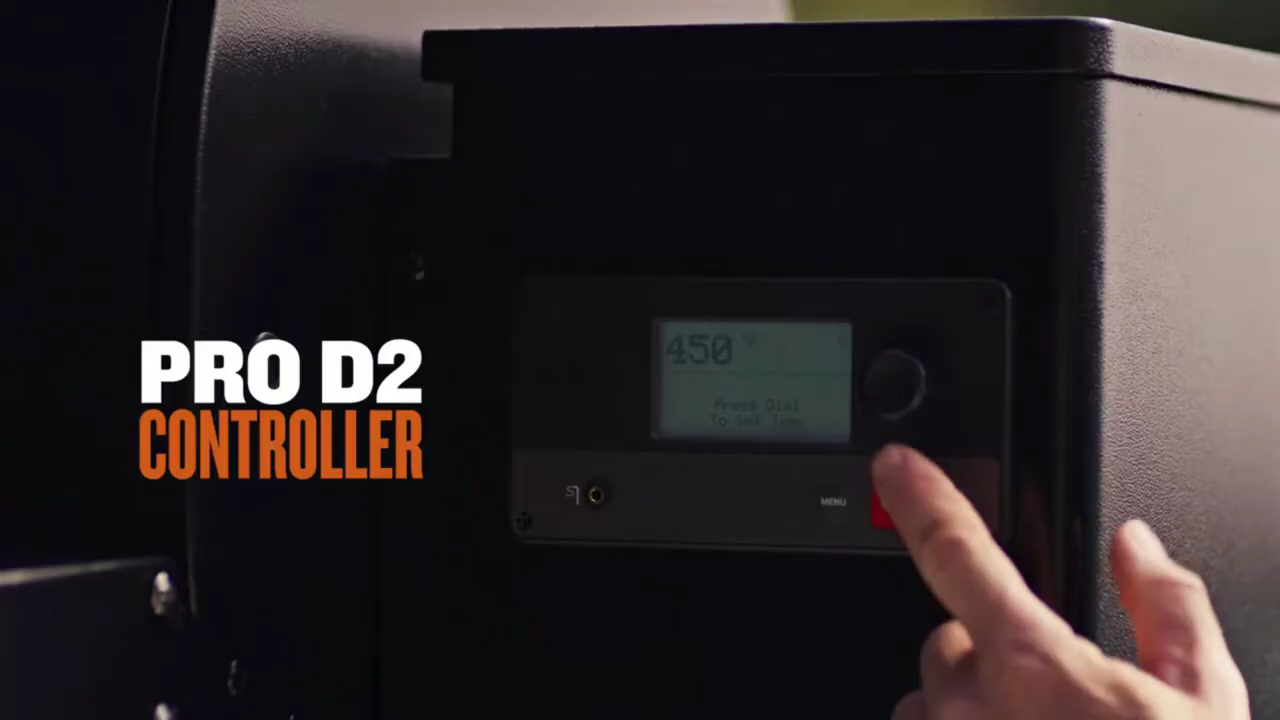 PRO D2
CONTROLLER
450
Press Dial
To Set Temp
MENU